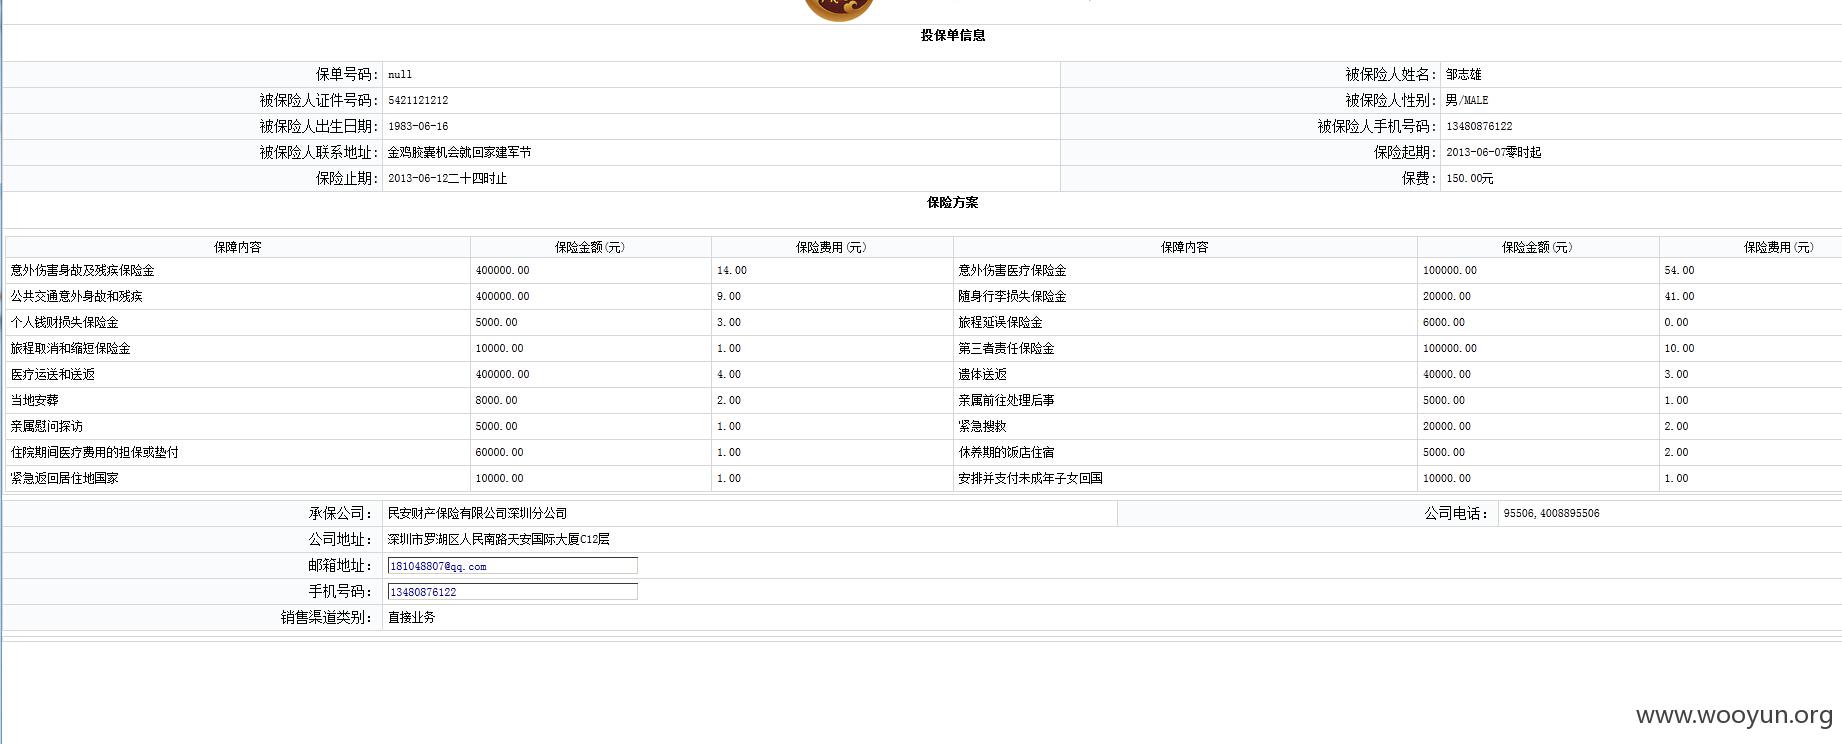 投保单信息
保单号码: null 被保险人姓名: 邹志雄
被保险人证件号码: 5421121212 被保险人性别: 男/MALE
被保险人出生日期: 1983-06-16 被保险人手机号码: 13480876122
被保险人联系地址: 金鸡胶囊机会就回家建军节 保险起期: 2013-06-07零时起
保险止期: 2013-06-12二十四时止 保费: 150.00元
保险方案
保障内容 保险金额(元) 保险费用(元) 保障内容 保险金额(元) 保险费用(元)
意外伤害身故及残疾保险金 400000.00 14.00 意外伤害医疗保险金 100000.00 54.00
公共交通意外身故和残疾 400000.00 9.00 随身行李损失保险金 20000.00 41.00
个人钱财损失保险金 5000.00 3.00 旅程延误保险金 6000.00 0.00
旅程取消和缩短保险金 10000.00 1.00 第三者责任保险金 100000.00 10.00
医疗运送和送返 400000.00 4.00 遗体送返 40000.00 3.00
当地安葬 8000.00 2.00 亲属前往处理后事 5000.00 1.00
亲属慰问探访 5000.00 1.00 紧急搜救 20000.00 2.00
住院期间医疗费用的担保或垫付 60000.00 1.00 休养期的饭店住宿 5000.00 2.00
紧急返回居住地国家 10000.00 1.00 安排并支付未成年子女回国 10000.00 1.00
承保公司: 民安财产保险有限公司深圳分公司 公司电话: 95506,4008895506
公司地址: 深圳市罗湖区人民南路天安国际大厦C12层
邮箱地址: 181048807@qq.com
手机号码: 13480876122
销售渠道类别: 直接业务
www.wooyun.org